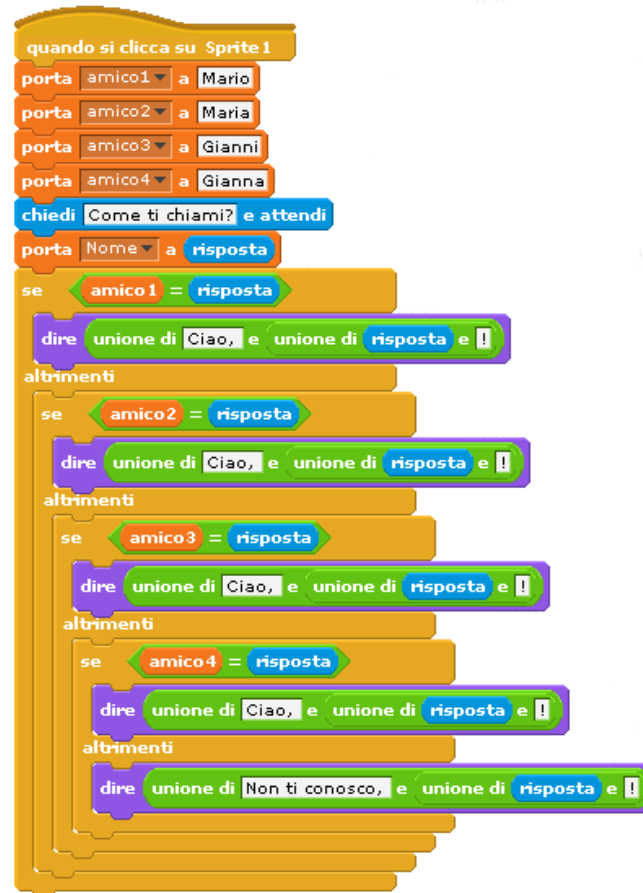 quando si clicca su Sprite1
porta amico1 a Mario
porta amico2 a Maria
porta amico3 a Gianni
porta amico4 a Gianna
chiedi Come ti chiami? e attendi
porta Nome a risposta
se amico1 = risposta
dire unione di Ciao, e unione di risposta e !
altrimenti
se amico2 = risposta
dire unione di Ciao, e unione di risposta e !
altrimenti
se amico3 = risposta
dire unione di Ciao, e unione di risposta e !
altrimenti
se amico4 = risposta
dire unione di Ciao, e unione di risposta e !
altrimenti
dire unione di Non ti conosco, e unione di risposta e !